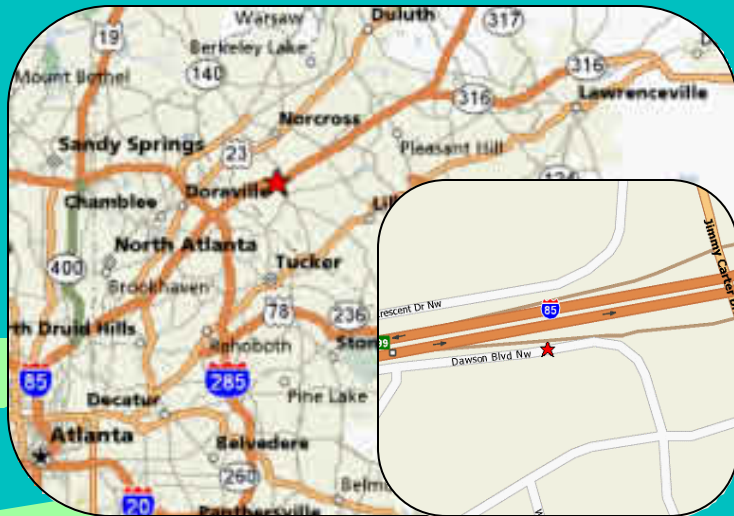 Warsaw
Duluth
317
19
Berkeley Lake
140
Mount Bethel
316
316
Lawrenceville
Norcross
Sandy Springs
23
Pleasant Hill
Doraville
Chamblee
400
North Atlanta
Brookhaven
Tucker
78
236
Druid Hills
Rehoboth
85
285
Pine Lake
Decatur
Atlanta
Belvedere
260
20
Panthersville
Jimmy Carter
85
Dr Nw
Dawson Blvd Nw